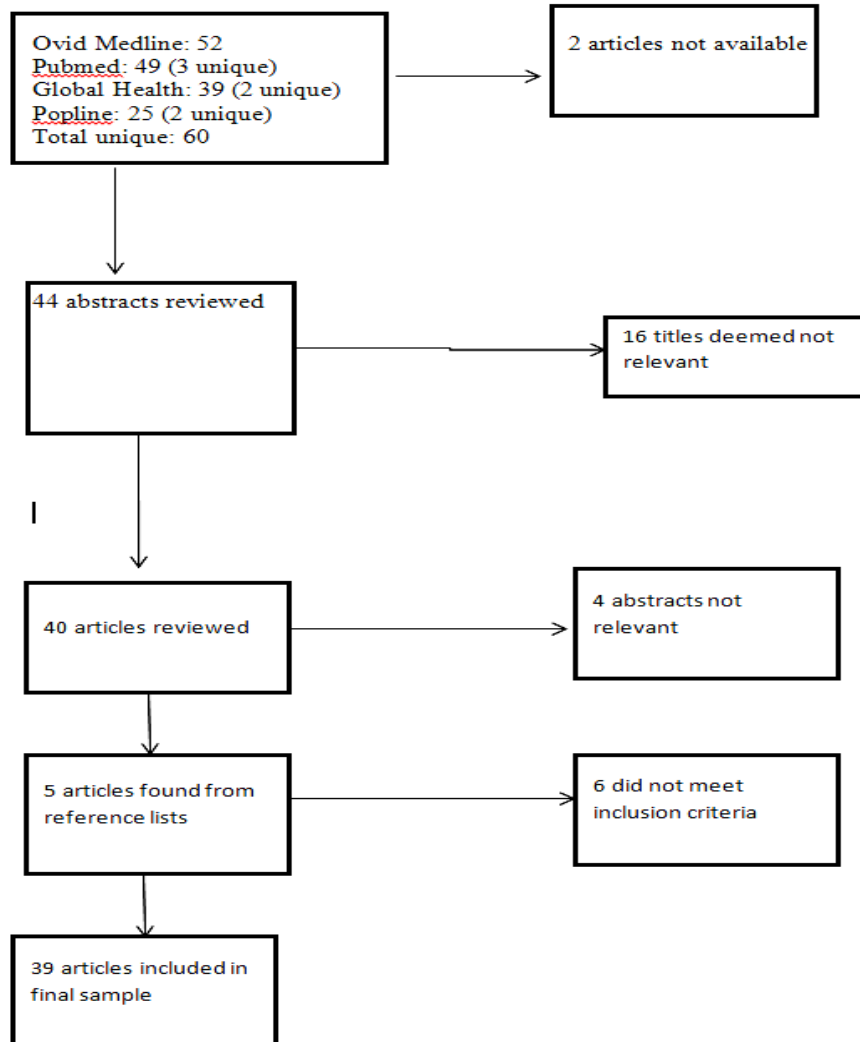 Ovid Medline: 52
Pubmed: 49 (3 unique)
Global Health: 39 (2 unique)
Popline: 25 (2 unique)
Total unique: 60
2 articles not available
44 abstracts reviewed
16 titles deemed not
relevant
40 articles reviewed
4 abstracts not
relevant
5 articles found from
reference lists
6 did not meet
inclusion criteria
39 articles included in
final sample